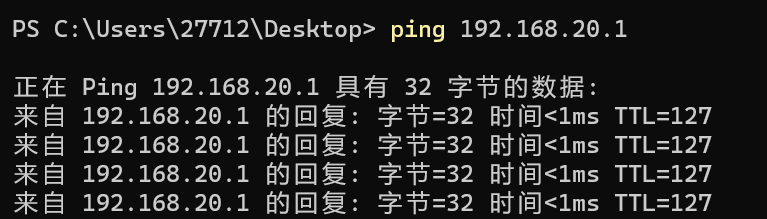 PS C:\Users\27712\Desktop> ping 192.168.20.1
正在 Ping 192.168.20.1 具有 32 字节的数据:
来自 192.168.20.1 的回复: 字节=32 时间<1ms TTL=127
来自 192.168.20.1 的回复: 字节=32 时间<1ms TTL=127
来自 192.168.20.1 的回复: 字节=32 时间<1ms TTL=127
来自 192.168.20.1 的回复: 字节=32 时间<1ms TTL=127